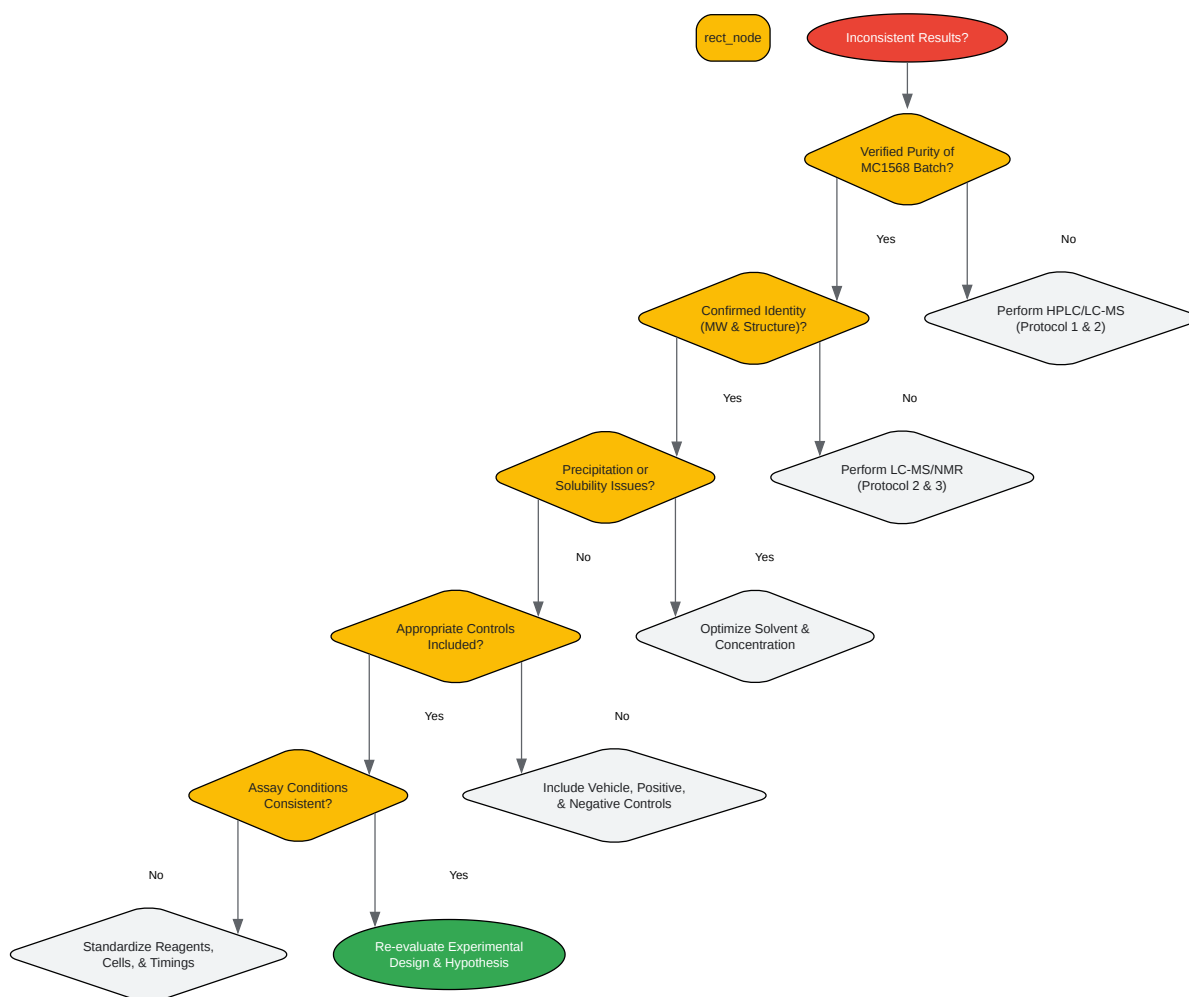 rect_node
Inconsistent Results?
Verified Purity of
MC1568 Batch?
Yes
No
Confirmed Identity
(MW & Structure)?
Perform HPLC/LC-MS
(Protocol 1 & 2)
Yes
No
Precipitation or
Solubility Issues?
Perform LC-MS/NMR
(Protocol 2 & 3)
No
Yes
Appropriate Controls
Included?
Optimize Solvent &
Concentration
Yes
No
Assay Conditions
Consistent?
Include Vehicle, Positive,
& Negative Controls
No
Yes
Standardize Reagents,
Cells, & Timings
Re-evaluate Experimental
Design & Hypothesis